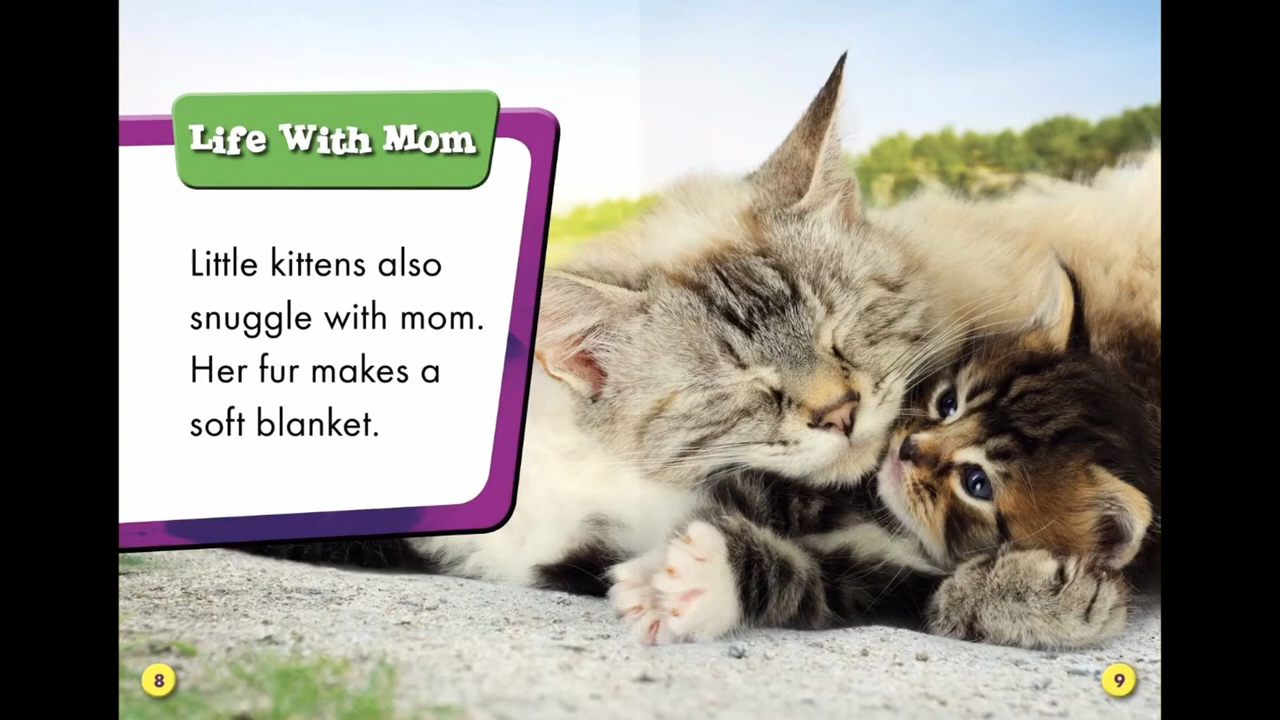 Life With Mom
Little kittens also
snuggle with mom.
Her fur makes a
soft blanket.
8
9